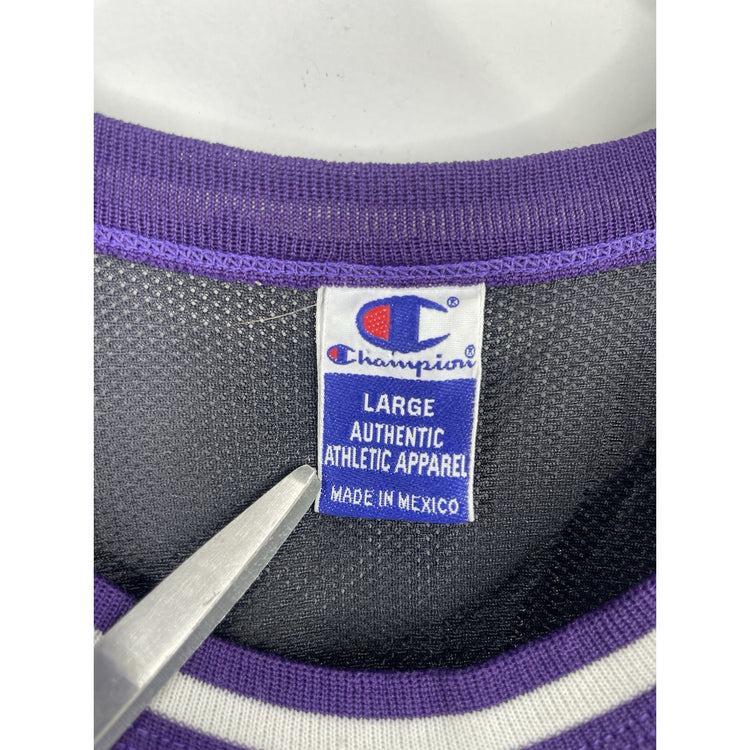 ®
Champion®
LARGE
AUTHENTIC
ATHLETIC APPAREL
MADE IN MEXICO